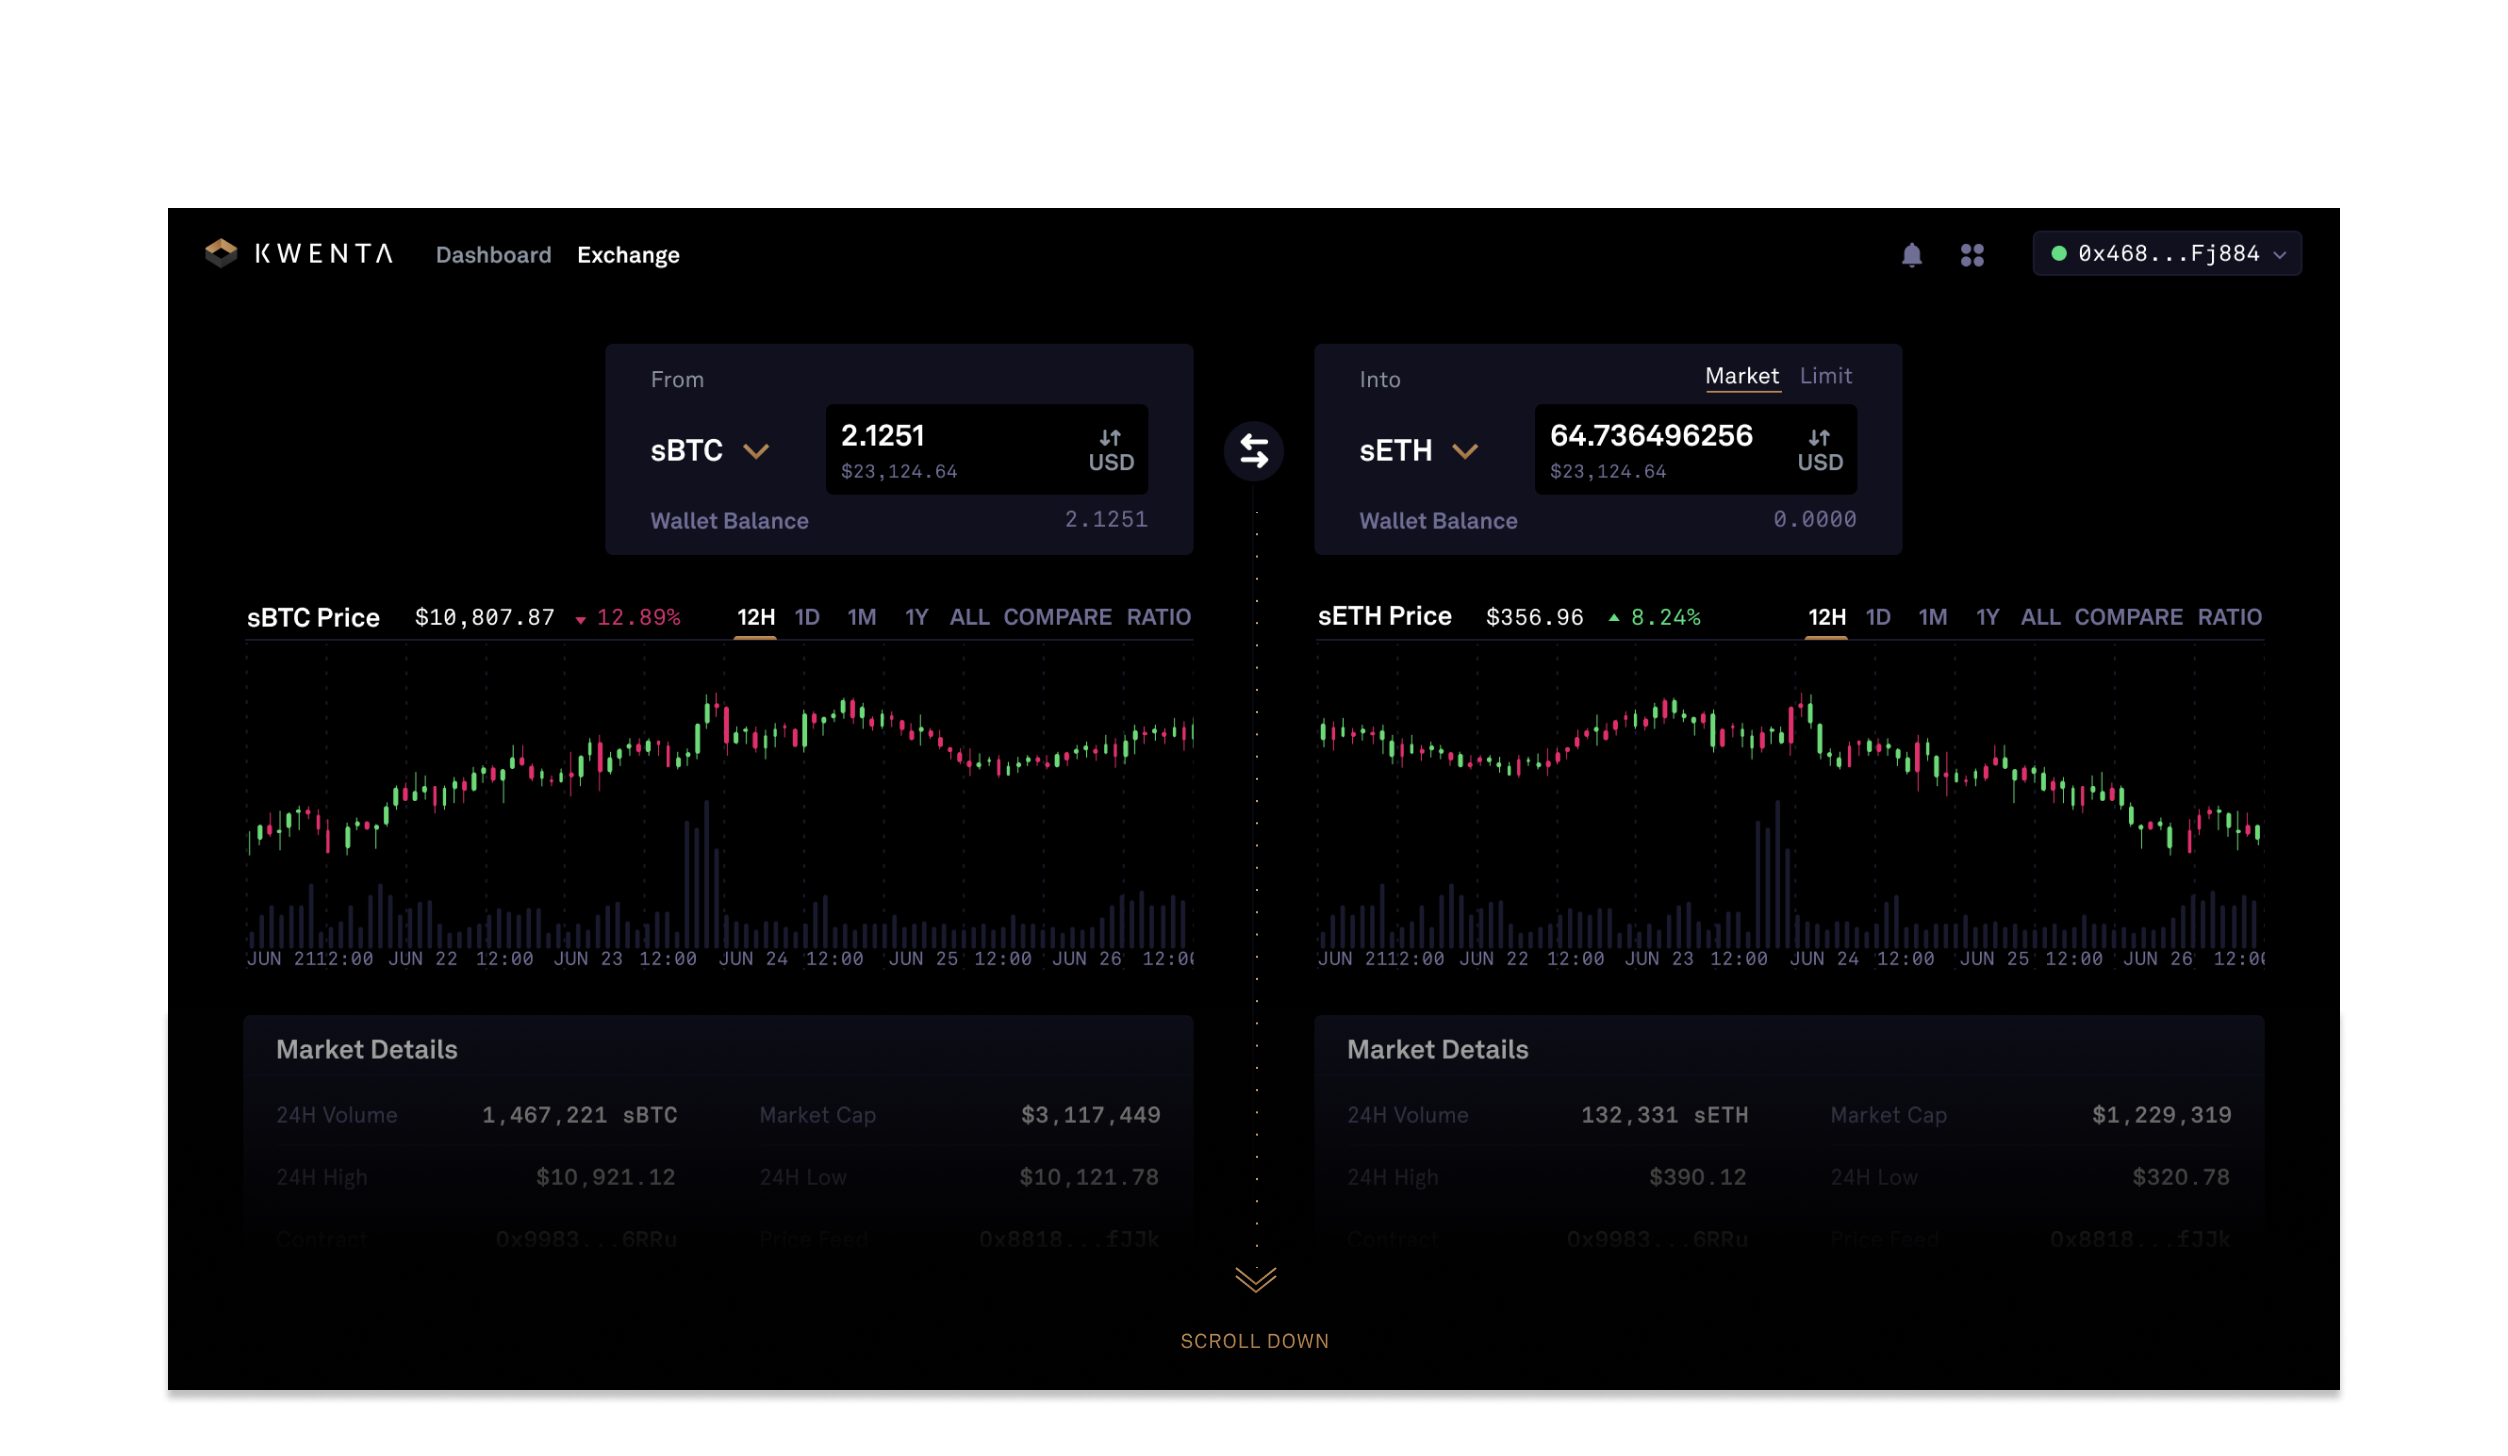 KWENTA Dashboard Exchange 0x468...Fj884
From
sBTC 2.1251 USD
$23,124.64
Wallet Balance 2.1251
Into Market Limit
sETH 64.736496256 USD
$23,124.64
Wallet Balance 0.0000
sBTC Price $10,807.87 12.89% 12H 1D 1M 1Y ALL COMPARE RATIO
JUN 21 12:00 JUN 22 12:00 JUN 23 12:00 JUN 24 12:00 JUN 25 12:00 JUN 26 12:00
sETH Price $356.96 8.24% 12H 1D 1M 1Y ALL COMPARE RATIO
JUN 21 12:00 JUN 22 12:00 JUN 23 12:00 JUN 24 12:00 JUN 25 12:00 JUN 26 12:00
Market Details
24H Volume 1,467,221 sBTC Market Cap $3,117,449
24H High $10,921.12 24H Low $10,121.78
Contract 0x9983...6RRu Price Feed 0x8818...fJJk
Market Details
24H Volume 132,331 sETH Market Cap $1,229,319
24H High $390.12 24H Low $320.78
Contract 0x9983...6RRu Price Feed 0x8818...fJJk
SCROLL DOWN